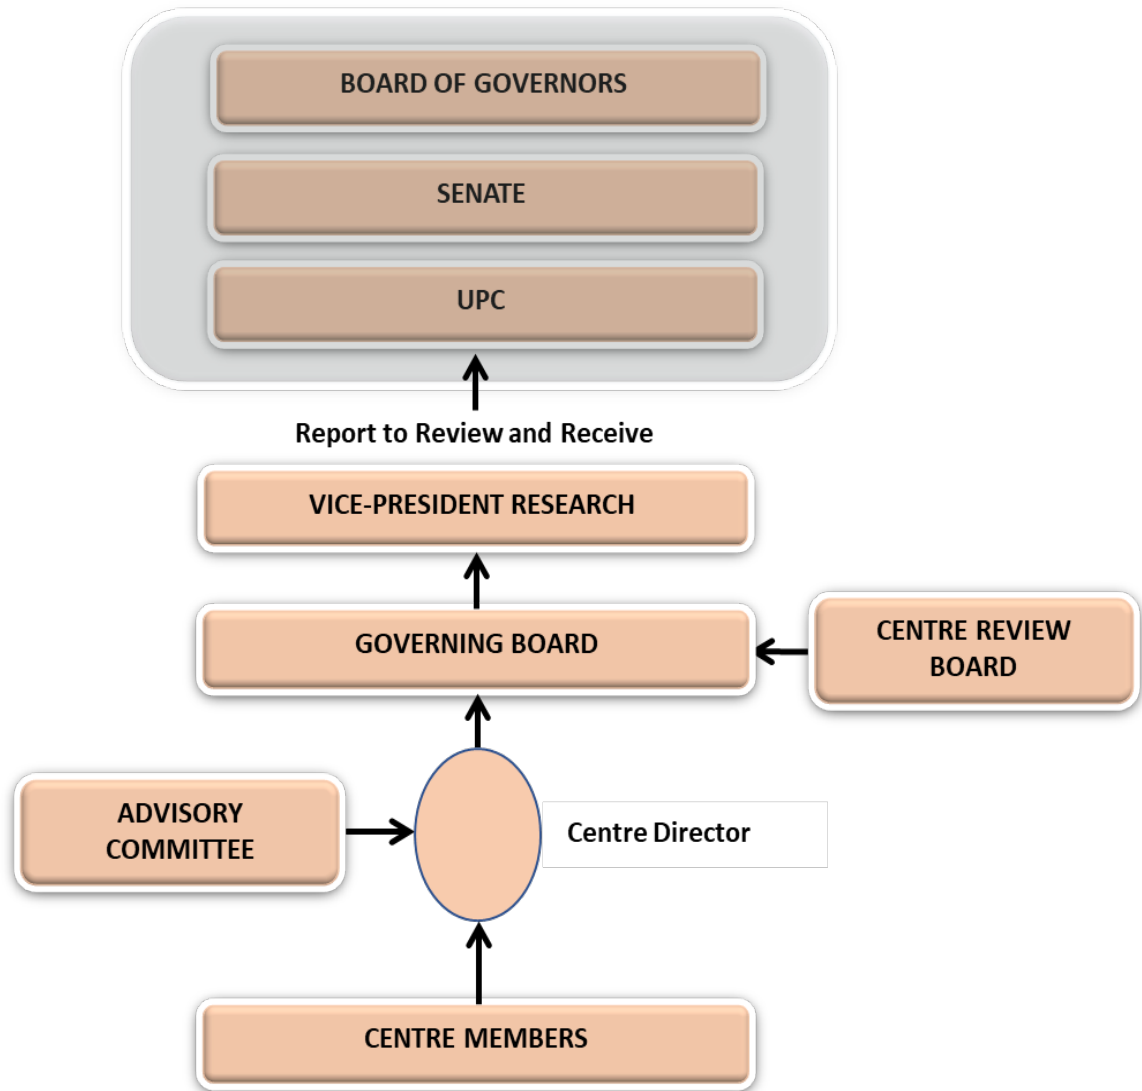 BOARD OF GOVERNORS
SENATE
UPC
Report to Review and Receive
VICE-PRESIDENT RESEARCH
GOVERNING BOARD
CENTRE REVIEW
BOARD
ADVISORY
COMMITTEE
Centre Director
CENTRE MEMBERS